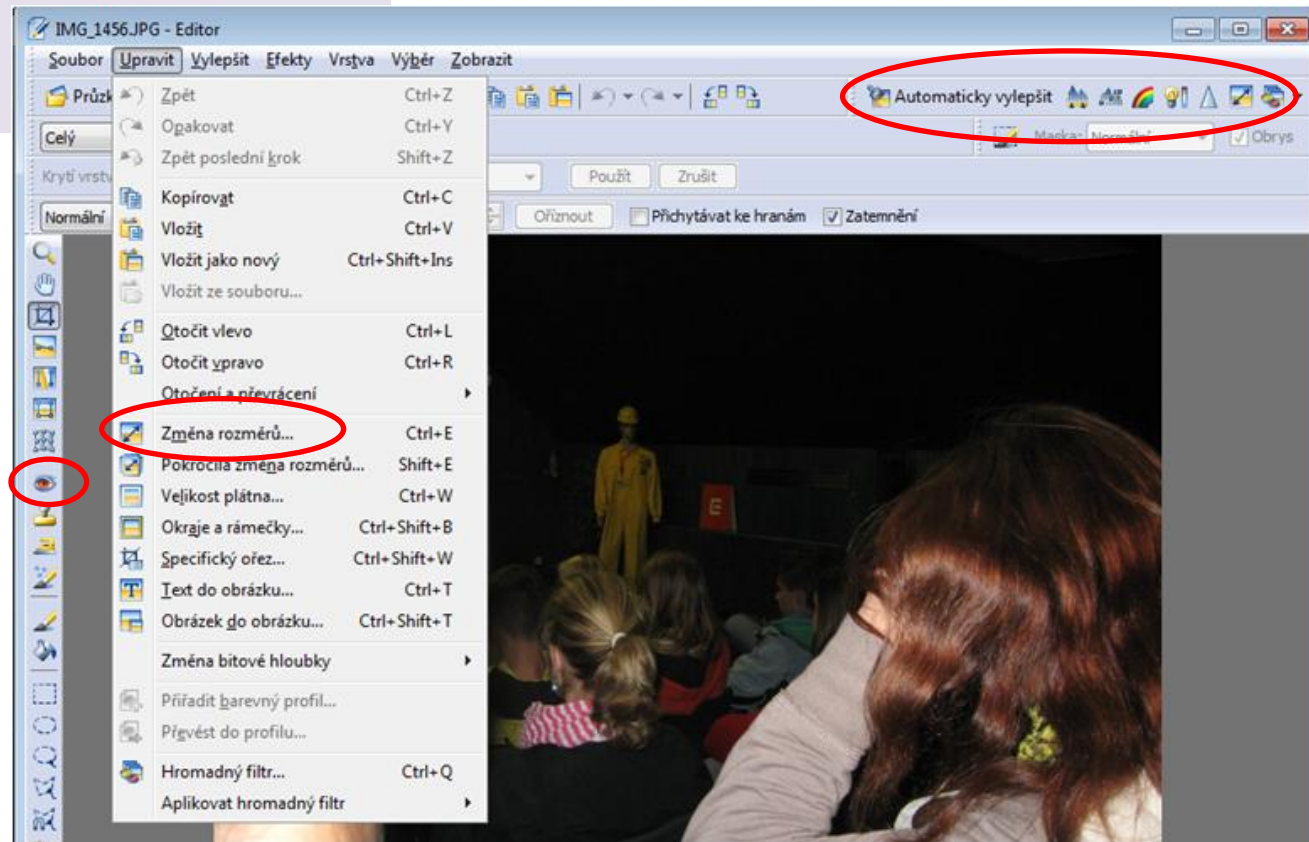 IMG_1456.JPG - Editor
Soubor Upravit Vylepšit Efekty Vrstva Výběr Zobrazit
Průzk
Automaticky vylepšit
Celý
Maska: Normální Obrys
Krytí vrstv
Použít Zrušit
Normální
Oříznout Přichytávat ke hranám Zatemnění
Zpět Ctrl+Z
Opakovat Ctrl+Y
Zpět poslední krok Shift+Z
Kopírovat Ctrl+C
Vložit Ctrl+V
Vložit jako nový Ctrl+Shift+Ins
Vložit ze souboru...
Otočit vlevo Ctrl+L
Otočit vpravo Ctrl+R
Otočení a převrácení
Změna rozměrů... Ctrl+E
Pokročilá změna rozměrů... Shift+E
Velikost plátna... Ctrl+W
Okraje a rámečky... Ctrl+Shift+B
Specifický ořez... Ctrl+Shift+W
Text do obrázku... Ctrl+T
Obrázek do obrázku... Ctrl+Shift+T
Změna bitové hloubky
Přiřadit barevný profil...
Převést do profilu...
Hromadný filtr... Ctrl+Q
Aplikovat hromadný filtr